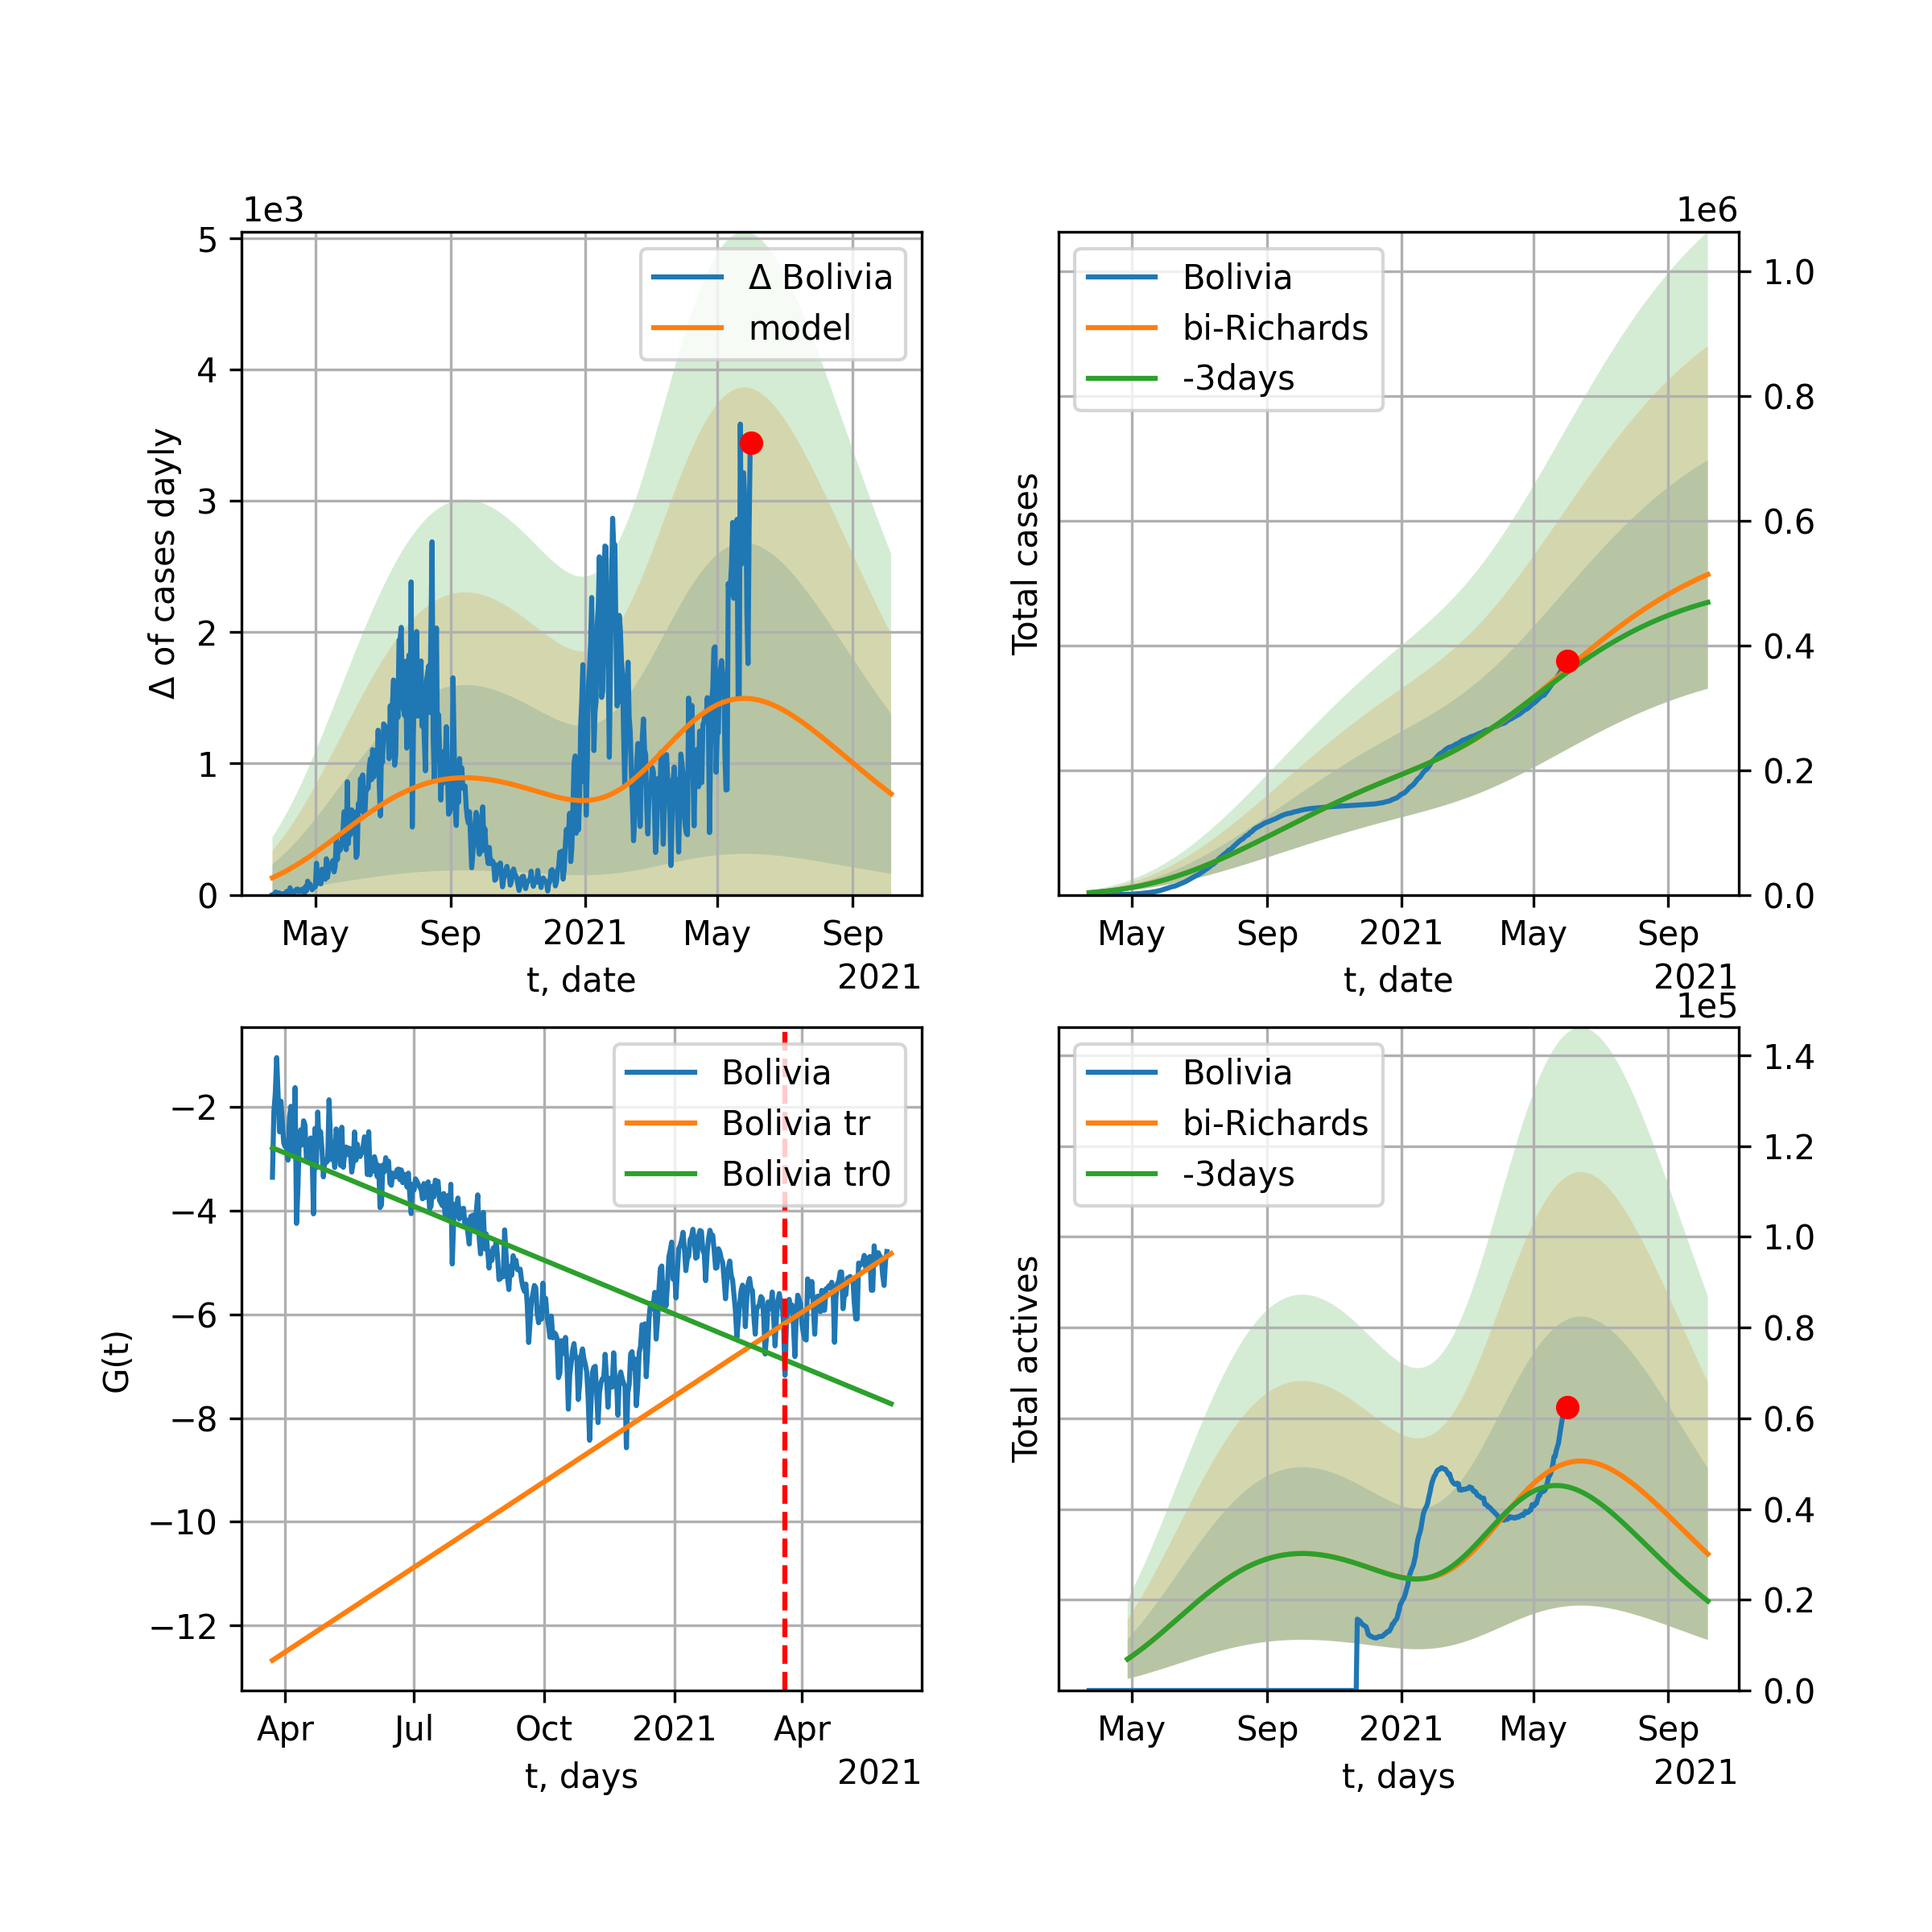 1e3
5
4
3
2
1
0
Δ of cases dayly
Δ Bolivia
model
May Sep 2021 May Sep
t, date
2021
1e6
1.0
0.8
0.6
0.4
0.2
0.0
Total cases
Bolivia
bi-Richards
-3days
May Sep 2021 May Sep
t, date
2021
−2
−4
−6
−8
−10
−12
G(t)
Bolivia
Bolivia tr
Bolivia tr0
Apr Jul Oct 2021 Apr
t, days
2021
1e5
1.4
1.2
1.0
0.8
0.6
0.4
0.2
0.0
Total actives
Bolivia
bi-Richards
-3days
May Sep 2021 May Sep
t, days
2021